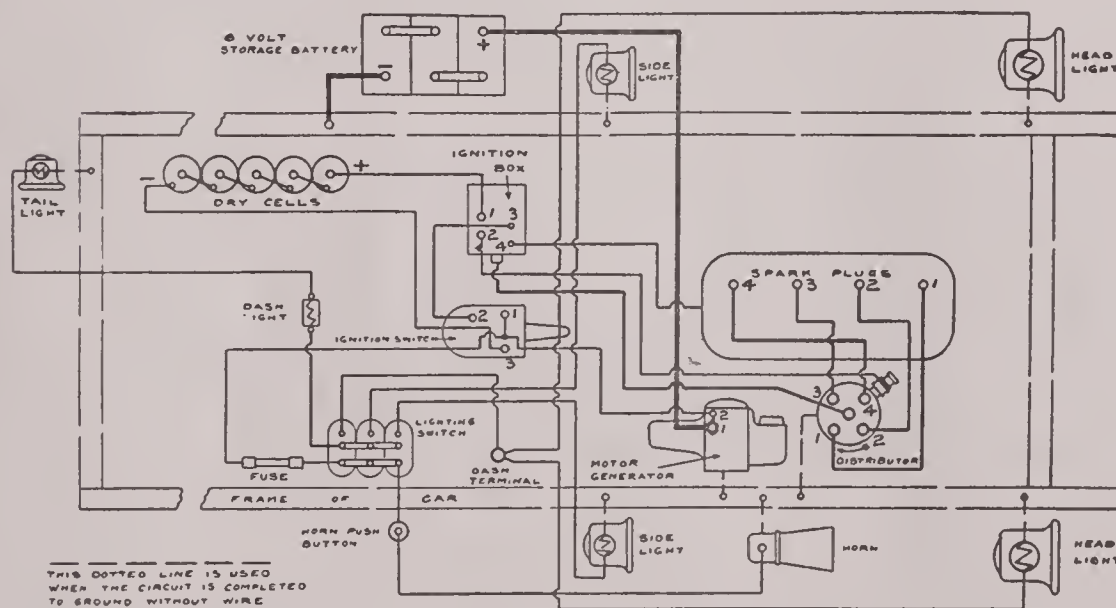 6 VOLT
STORAGE BATTERY
+
-
SIDE
LIGHT
HEAD
LIGHT
TAIL
LIGHT
-
+
DRY CELLS
IGNITION
BOX
1
3
2
4
SPARK PLUGS
4
3
2
1
DASH
LIGHT
2
1
IGNITION SWITCH
3
LIGHTING
SWITCH
FUSE
DASH
TERMINAL
2
1
MOTOR
GENERATOR
3
4
1
2
DISTRIBUTOR
FRAME OF CAR
HORN PUSH
BUTTON
SIDE
LIGHT
HORN
HEAD
LIGHT
THIS DOTTED LINE IS USED
WHEN THE CIRCUIT IS COMPLETED
TO GROUND WITHOUT WIRE